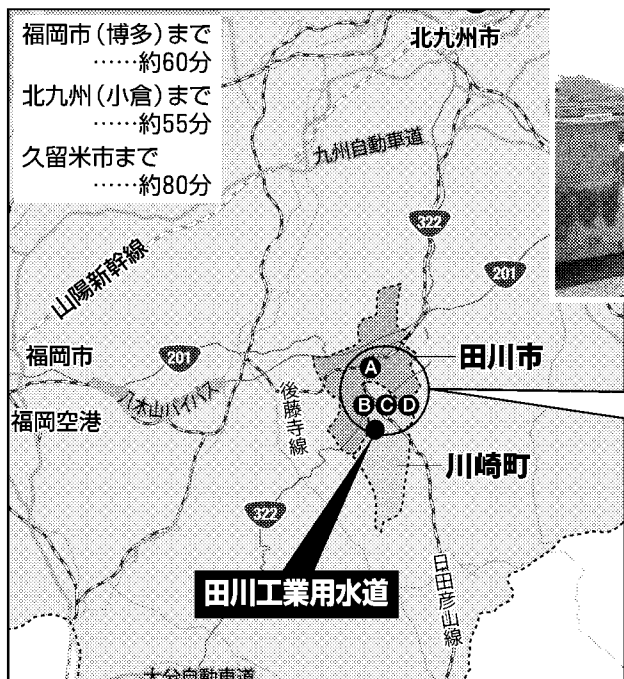 福岡市(博多)まで
……約60分
北九州(小倉)まで
……約55分
久留米市まで
……約80分
北九州市
九州自動車道
322
201
山陽新幹線
福岡市
201
八木山バイパス
福岡空港
後藤寺線
A
B C D
田川市
川崎町
322
田川工業用水道
日田彦山線
大分自動車道